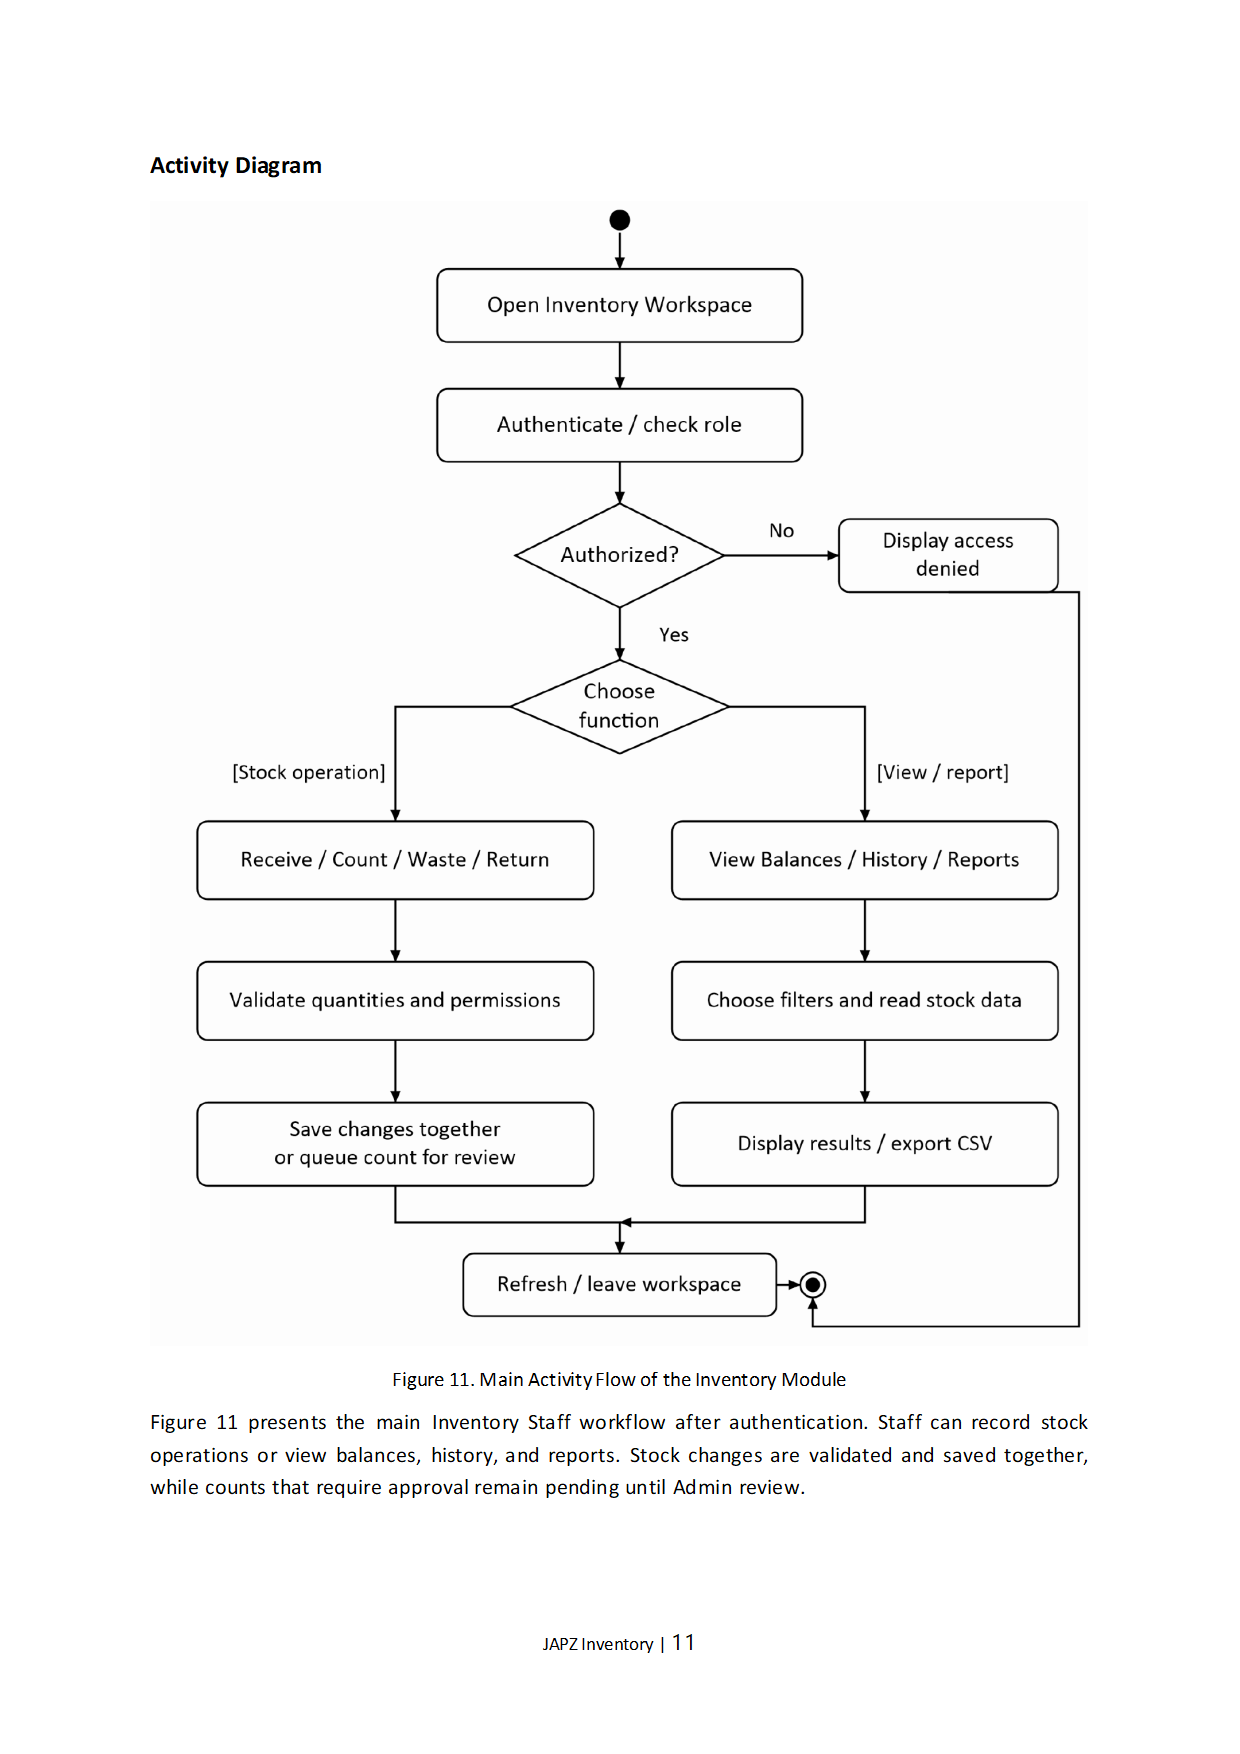 Activity Diagram
Open Inventory Workspace
Authenticate / check role
Authorized?
No
Display access
denied
Yes
Choose
function
[Stock operation]
[View / report]
Receive / Count / Waste / Return
View Balances / History / Reports
Validate quantities and permissions
Choose filters and read stock data
Save changes together
or queue count for review
Display results / export CSV
Refresh / leave workspace
Figure 11. Main Activity Flow of the Inventory Module
Figure 11 presents the main Inventory Staff workflow after authentication. Staff can record stock
operations or view balances, history, and reports. Stock changes are validated and saved together,
while counts that require approval remain pending until Admin review.
JAPZ Inventory | 11